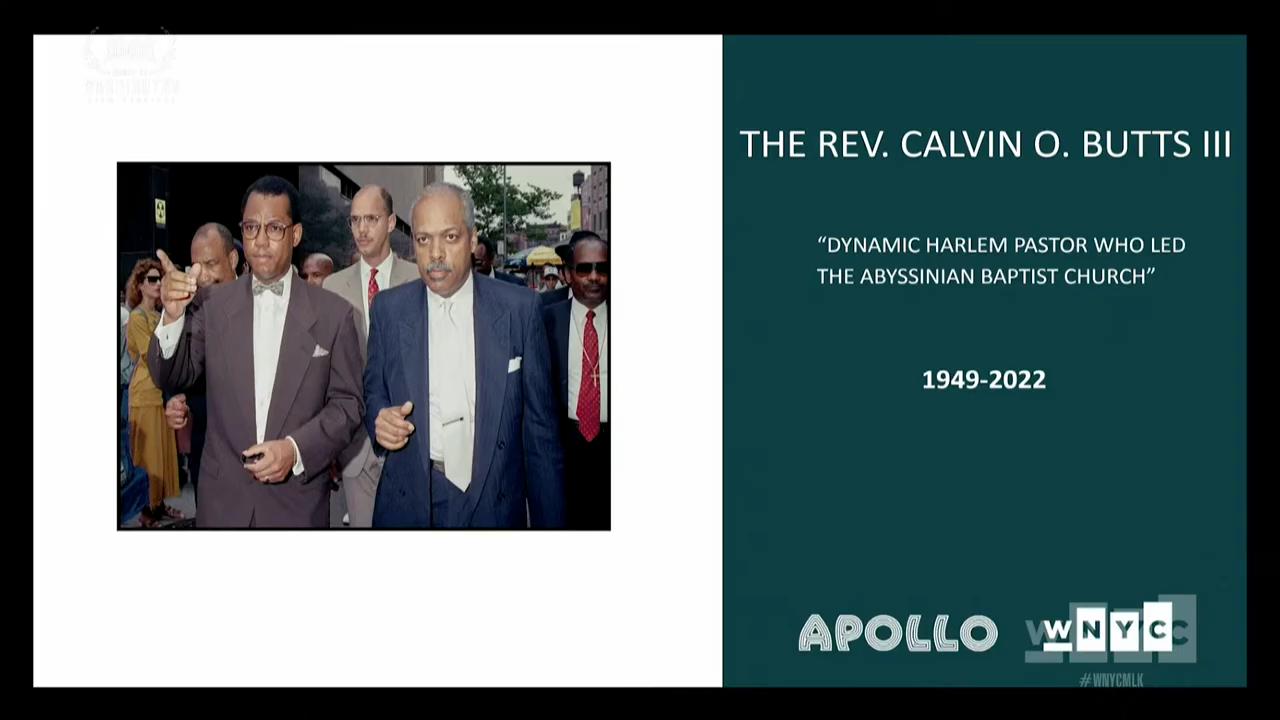 THE REV. CALVIN O. BUTTS III
“DYNAMIC HARLEM PASTOR WHO LED
THE ABYSSINIAN BAPTIST CHURCH”
1949-2022
APOLLO
WNYC
#WNYCMLK